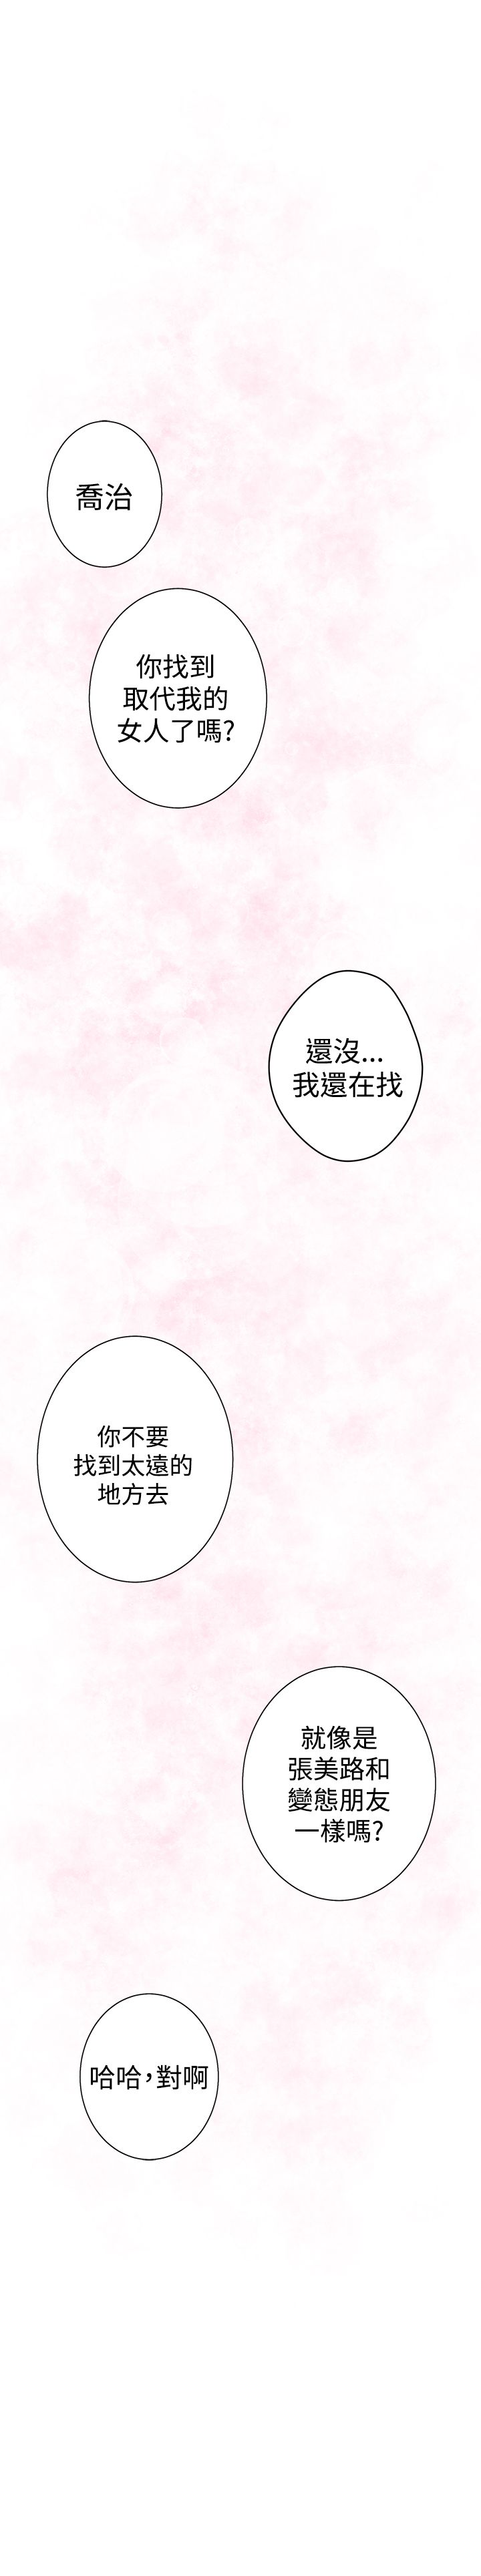 喬治
你找到
取代我的
女人了嗎?
還沒...
我還在找
你不要
找到太遠的
地方去
就像是
張美路和
變態朋友
一樣嗎?
哈哈,對啊